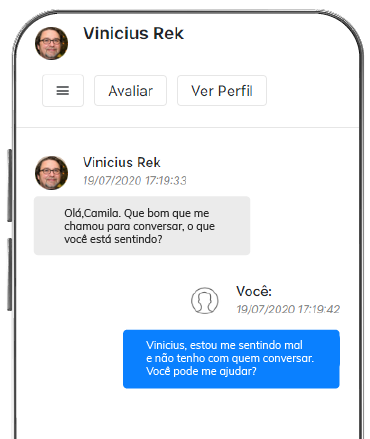 Vinicius Rek
Avaliar
Ver Perfil
Vinicius Rek
19/07/2020 17:19:33
Olá,Camila. Que bom que me
chamou para conversar, o que
você está sentindo?
Você:
19/07/2020 17:19:42
Vinicius, estou me sentindo mal
e não tenho com quem conversar.
Você pode me ajudar?